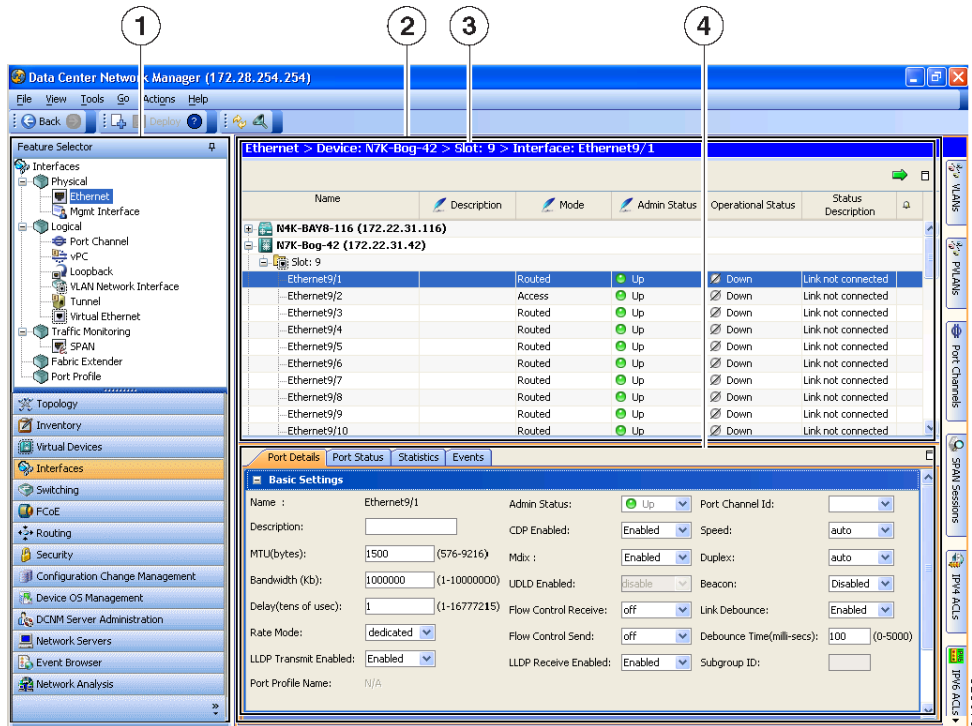 1
2
3
4
Data Center Network Manager (172.28.254.254)
File View Tools Go Actions Help
Back Deploy
Feature Selector
Interfaces
Physical
Ethernet
Mgmt Interface
Logical
Port Channel
vPC
Loopback
VLAN Network Interface
Tunnel
Virtual Ethernet
Traffic Monitoring
SPAN
Fabric Extender
Port Profile
Topology
Inventory
Virtual Devices
Interfaces
Switching
FCoE
Routing
Security
Configuration Change Management
Device OS Management
DCNM Server Administration
Network Servers
Event Browser
Network Analysis
Ethernet > Device: N7K-Bog-42 > Slot: 9 > Interface: Ethernet9/1
Name Description Mode Admin Status Operational Status Status Description
N4K-BAY8-116 (172.22.31.116)
N7K-Bog-42 (172.22.31.42)
Slot: 9
Ethernet9/1 Routed Up Down Link not connected
Ethernet9/2 Access Up Down Link not connected
Ethernet9/3 Routed Up Down Link not connected
Ethernet9/4 Routed Up Down Link not connected
Ethernet9/5 Routed Up Down Link not connected
Ethernet9/6 Routed Up Down Link not connected
Ethernet9/7 Routed Up Down Link not connected
Ethernet9/8 Routed Up Down Link not connected
Ethernet9/9 Routed Up Down Link not connected
Ethernet9/10 Routed Up Down Link not connected
Port Details Port Status Statistics Events
Basic Settings
Name : Ethernet9/1 Admin Status: Up Port Channel Id:
Description: CDP Enabled: Enabled Speed: auto
MTU(bytes): 1500 (576-9216) Mdix : Enabled Duplex: auto
Bandwidth (Kb): 1000000 (1-10000000) UDLD Enabled: disable Beacon: Disabled
Delay(tens of usec): 1 (1-16777215) Flow Control Receive: off Link Debounce: Enabled
Rate Mode: dedicated Flow Control Send: off Debounce Time(milli-secs): 100 (0-5000)
LLDP Transmit Enabled: Enabled LLDP Receive Enabled: Enabled Subgroup ID:
Port Profile Name: N/A
VLANs
PVLANs
Port Channels
SPAN Sessions
IPV4 ACLs
IPV6 ACLs